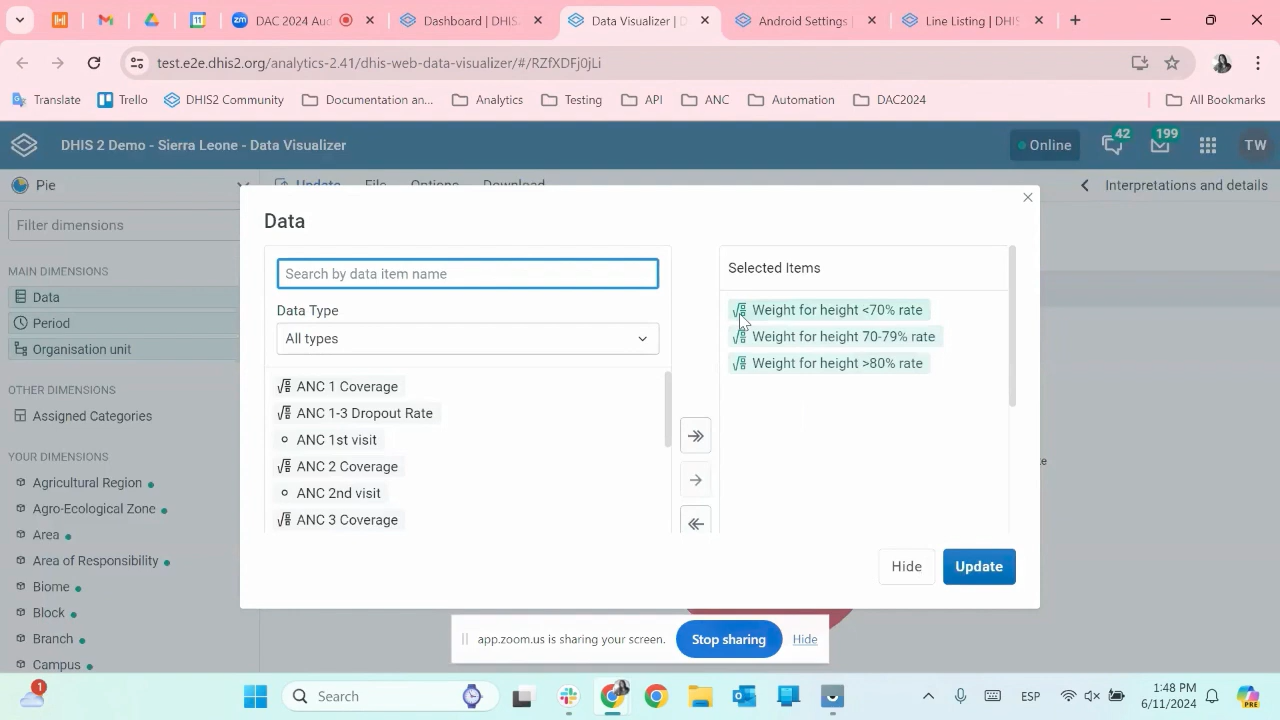 DAC 2024 Aud
Dashboard | DHIS
Data Visualizer | D
Android Settings |
Line Listing | DHIS
test.e2e.dhis2.org/analytics-2.41/dhis-web-data-visualizer/#/RZfXDFj0jLi
Translate
Trello
DHIS2 Community
Documentation an...
Analytics
Testing
API
ANC
Automation
DAC2024
All Bookmarks
DHIS 2 Demo - Sierra Leone - Data Visualizer
Online
42
199
TW
Pie
Update
File
Options
Download
Interpretations and details
Filter dimensions
MAIN DIMENSIONS
Data
Period
Organisation unit
OTHER DIMENSIONS
Assigned Categories
YOUR DIMENSIONS
Agricultural Region
Agro-Ecological Zone
Area
Area of Responsibility
Biome
Block
Branch
Campus
Data
Search by data item name
Data Type
All types
ANC 1 Coverage
ANC 1-3 Dropout Rate
ANC 1st visit
ANC 2 Coverage
ANC 2nd visit
ANC 3 Coverage
Selected Items
Weight for height <70% rate
Weight for height 70-79% rate
Weight for height >80% rate
Hide
Update
app.zoom.us is sharing your screen.
Stop sharing
Hide
1
Search
ESP
1:48 PM
6/11/2024
PRE